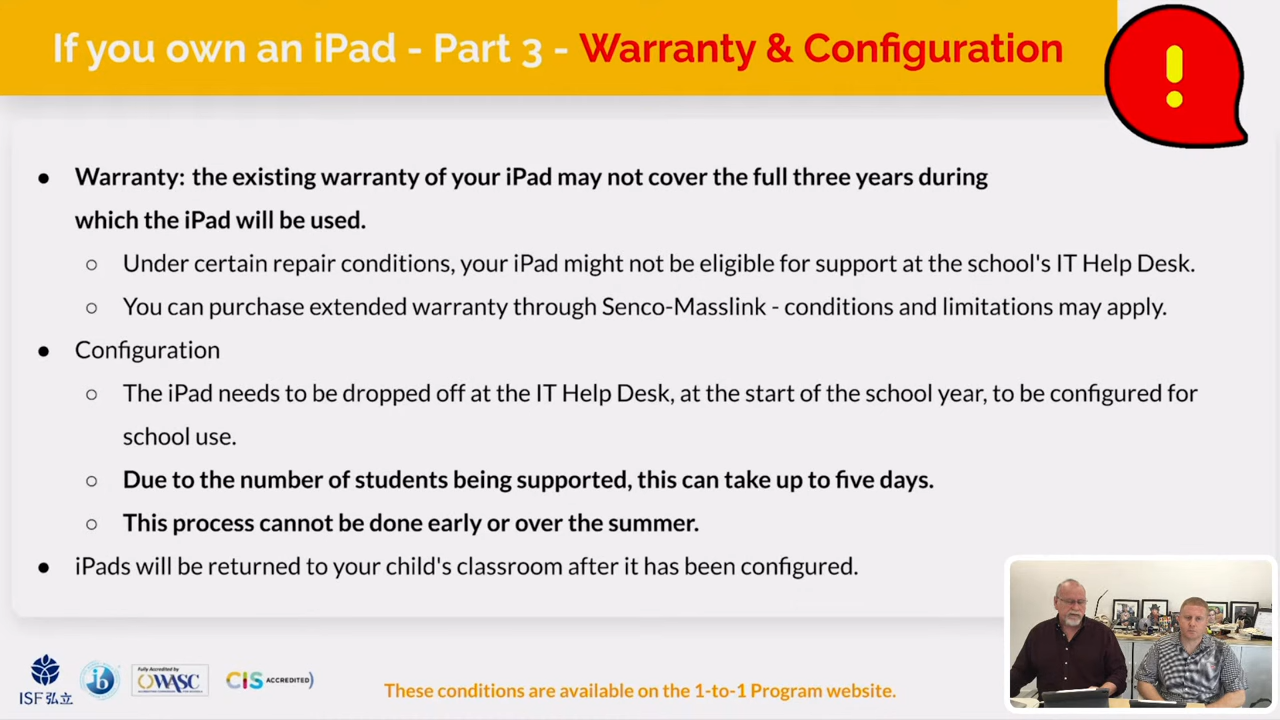 If you own an iPad - Part 3 - Warranty & Configuration
● Warranty: the existing warranty of your iPad may not cover the full three years during
which the iPad will be used.
○ Under certain repair conditions, your iPad might not be eligible for support at the school's IT Help Desk.
○ You can purchase extended warranty through Senco-Masslink - conditions and limitations may apply.
● Configuration
○ The iPad needs to be dropped off at the IT Help Desk, at the start of the school year, to be configured for
school use.
○ Due to the number of students being supported, this can take up to five days.
○ This process cannot be done early or over the summer.
● iPads will be returned to your child's classroom after it has been configured.
ISF弘立
ib
Fully Accredited by
WASC
CIS ACCREDITED
These conditions are available on the 1-to-1 Program website.